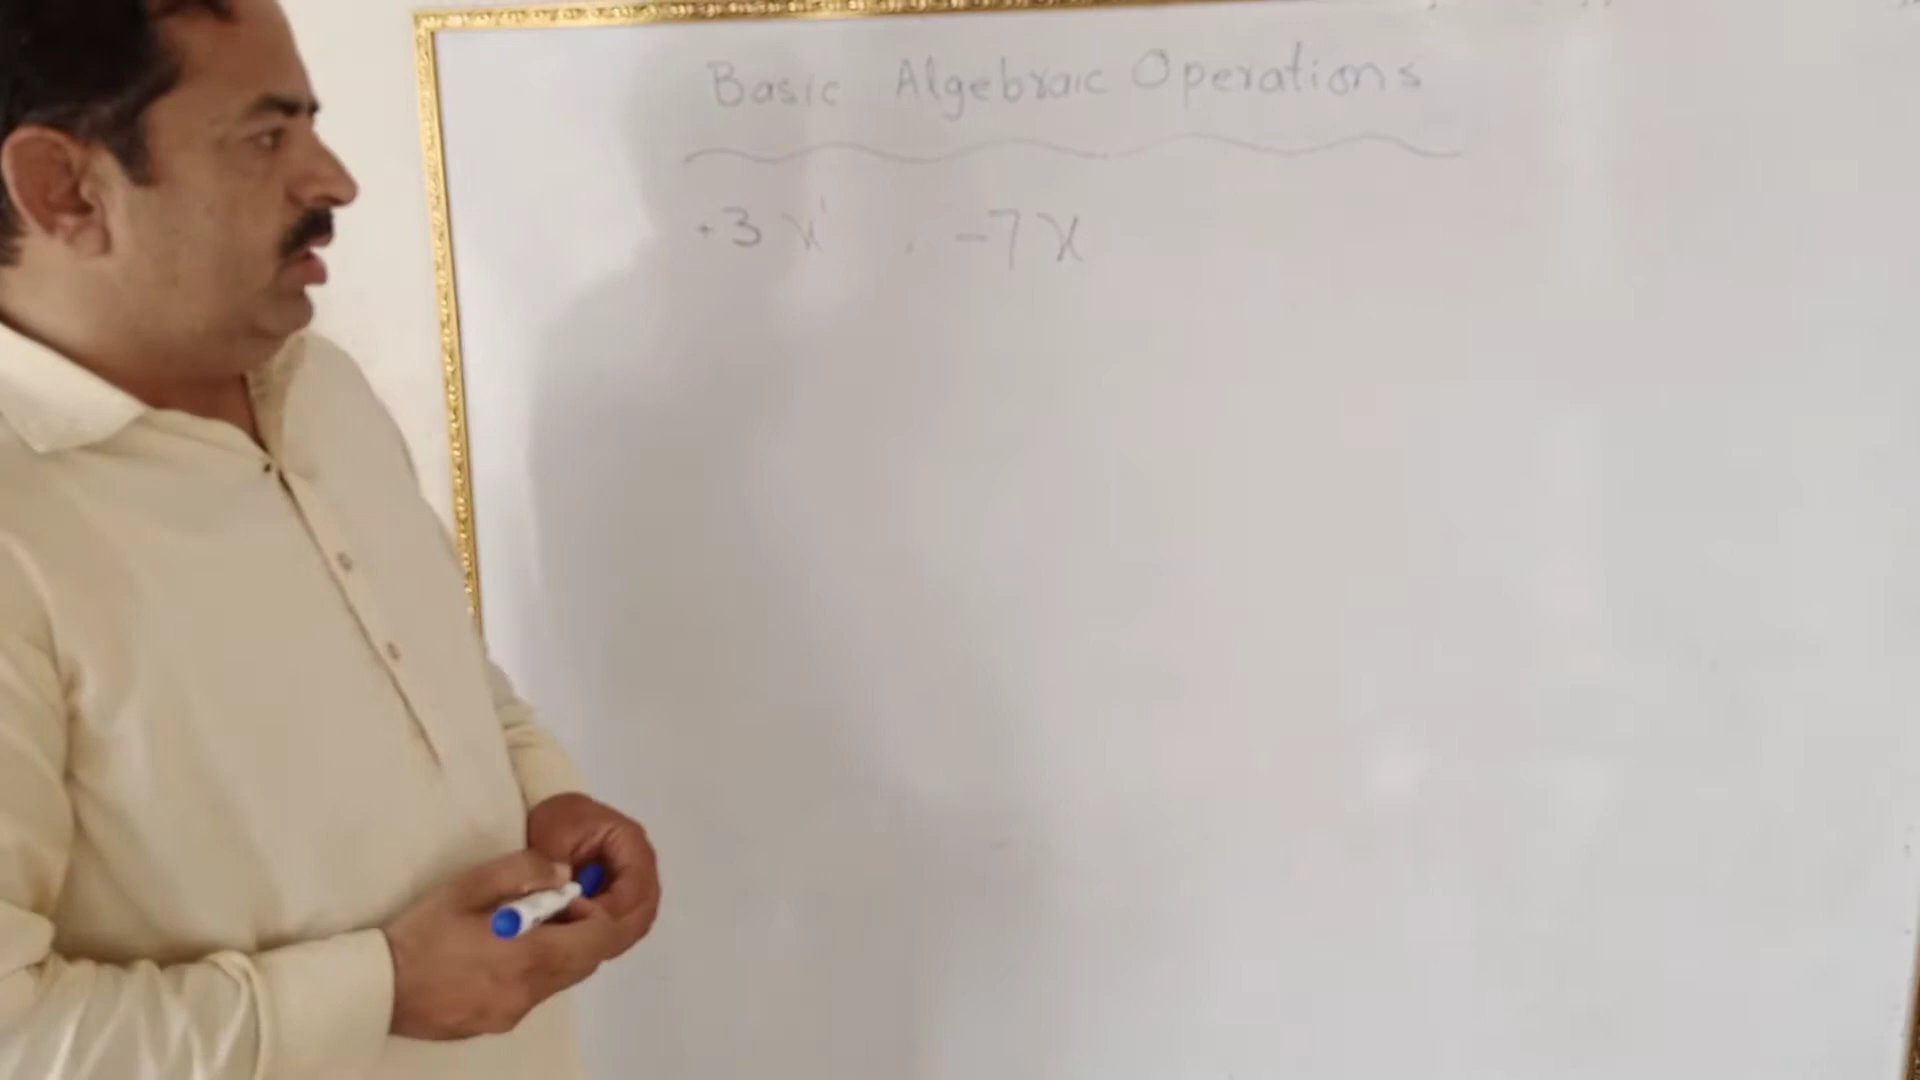 Basic Algebraic Operations
+3x¹ , -7x